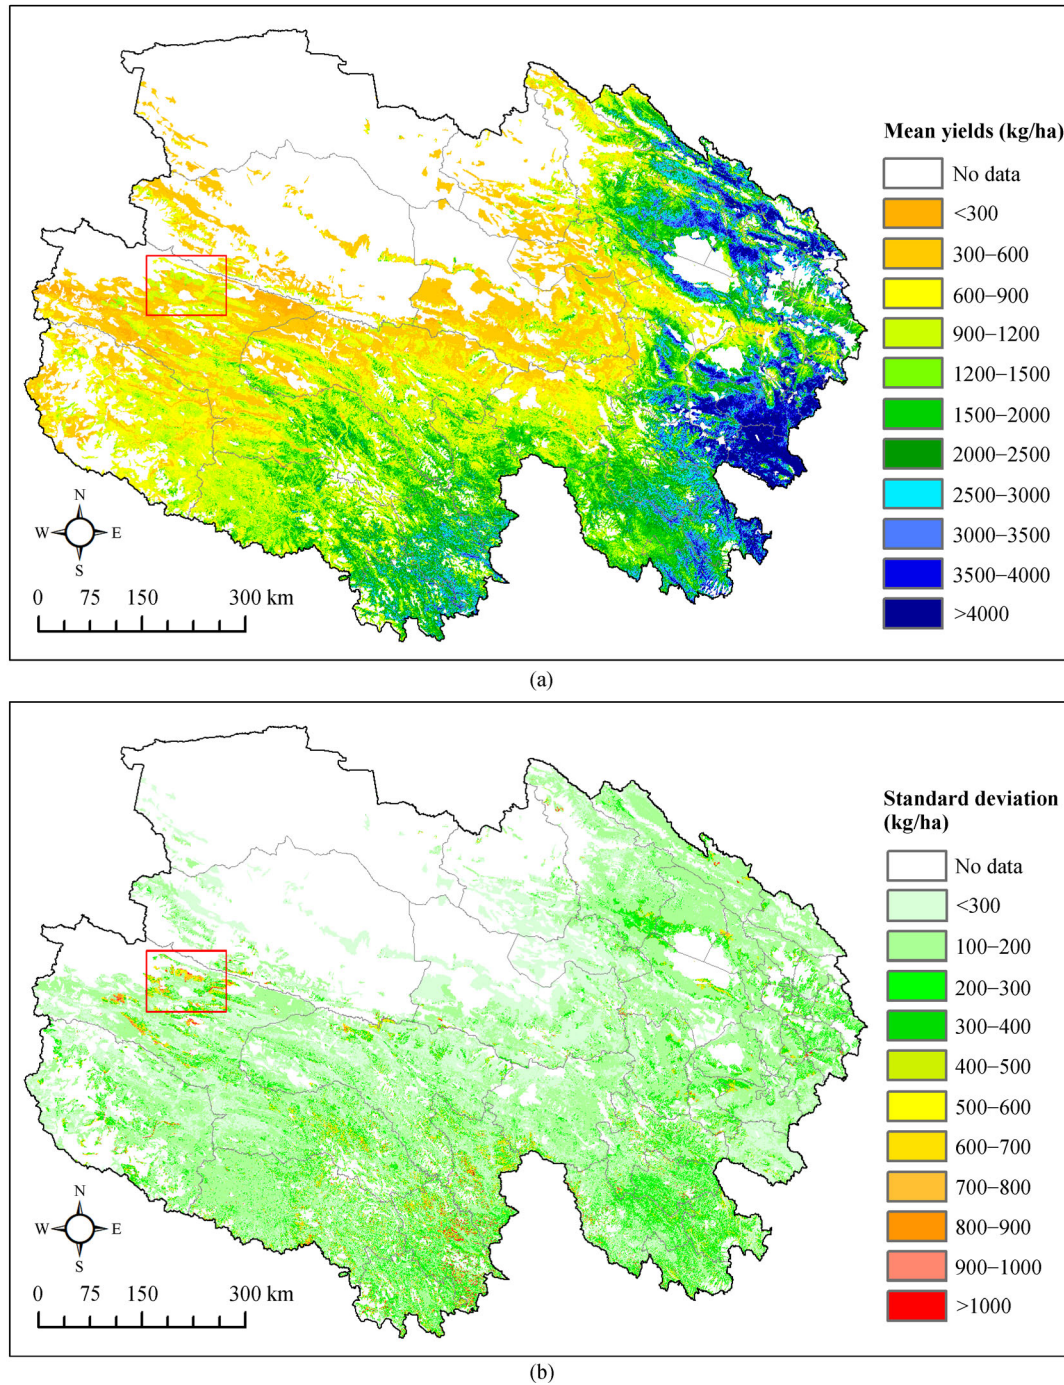 Mean yields (kg/ha)
No data
<300
300–600
600–900
900–1200
1200–1500
1500–2000
2000–2500
2500–3000
3000–3500
3500–4000
>4000
N
W E
S
0 75 150 300 km
(a)
Standard deviation
(kg/ha)
No data
<300
100–200
200–300
300–400
400–500
500–600
600–700
700–800
800–900
900–1000
>1000
N
W E
S
0 75 150 300 km
(b)